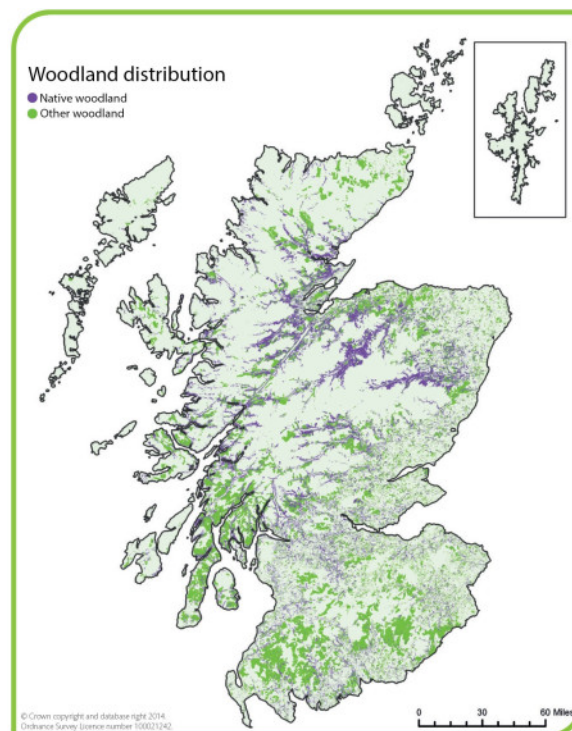 Woodland distribution
Native woodland
Other woodland
© Crown copyright and database right 2014.
Ordnance Survey Licence number 100021242.
0 30 60 Miles